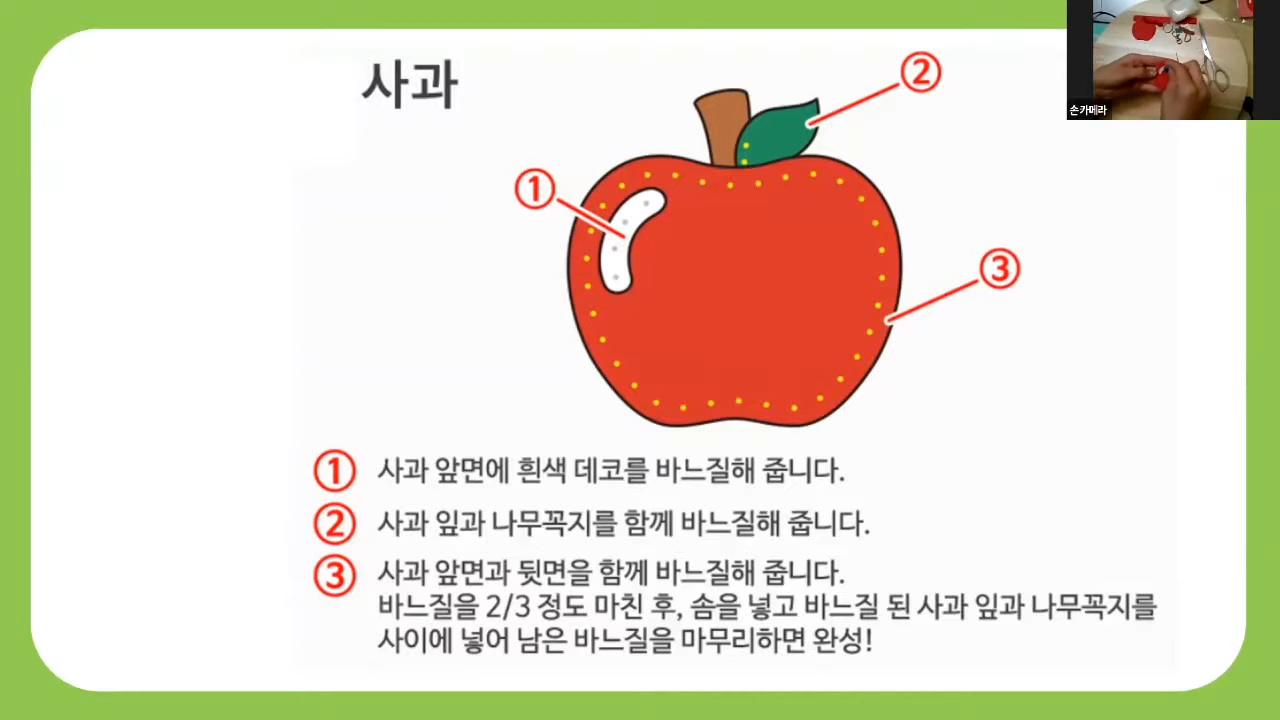 사과
손카메라
②
①
③
① 사과 앞면에 흰색 데코를 바느질해 줍니다.
② 사과 잎과 나무꼭지를 함께 바느질해 줍니다.
③ 사과 앞면과 뒷면을 함께 바느질해 줍니다.
바느질을 2/3 정도 마친 후, 솜을 넣고 바느질 된 사과 잎과 나무꼭지를
사이에 넣어 남은 바느질을 마무리하면 완성!